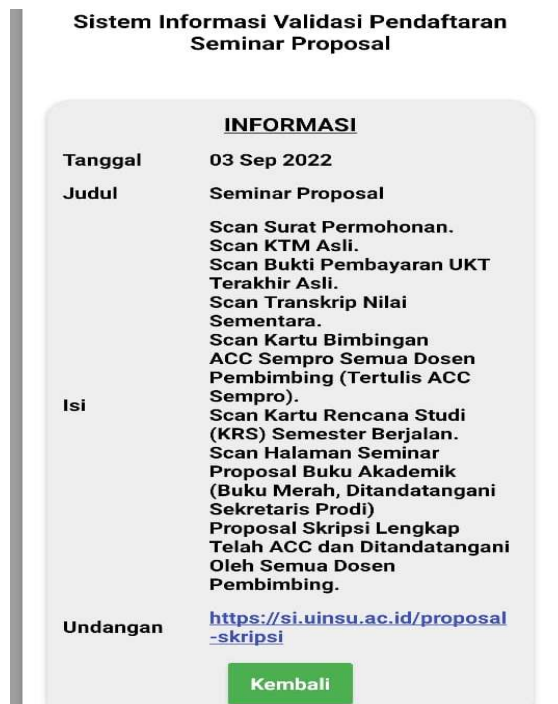 Sistem Informasi Validasi Pendaftaran
Seminar Proposal
INFORMASI
Tanggal 03 Sep 2022
Judul Seminar Proposal
Isi
Scan Surat Permohonan.
Scan KTM Asli.
Scan Bukti Pembayaran UKT
Terakhir Asli.
Scan Transkrip Nilai
Sementara.
Scan Kartu Bimbingan
ACC Sempro Semua Dosen
Pembimbing (Tertulis ACC
Sempro).
Scan Kartu Rencana Studi
(KRS) Semester Berjalan.
Scan Halaman Seminar
Proposal Buku Akademik
(Buku Merah, Ditandatangani
Sekretaris Prodi)
Proposal Skripsi Lengkap
Telah ACC dan Ditandatangani
Oleh Semua Dosen
Pembimbing.
Undangan
https://si.uinsu.ac.id/proposal
-skripsi
Kembali